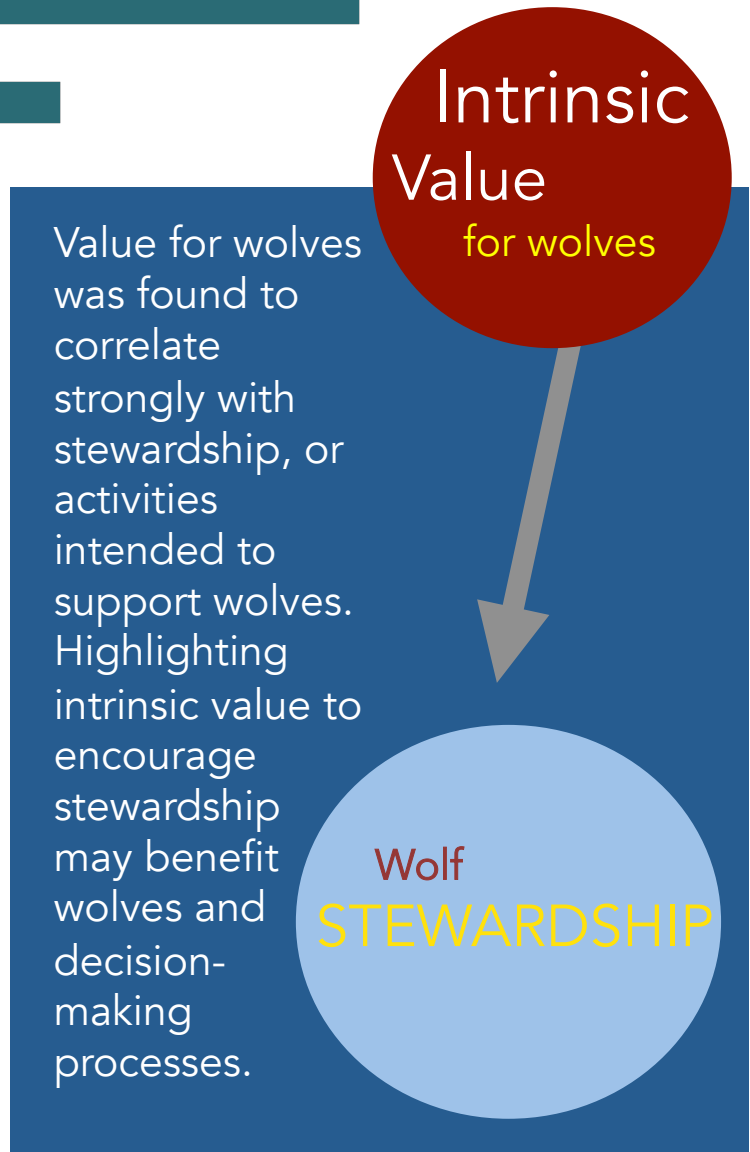 Intrinsic
Value
for wolves
Value for wolves
was found to
correlate
strongly with
stewardship, or
activities
intended to
support wolves.
Highlighting
intrinsic value to
encourage
stewardship
may benefit
wolves and
decision-
making
processes.
Wolf
STEWARDSHIP